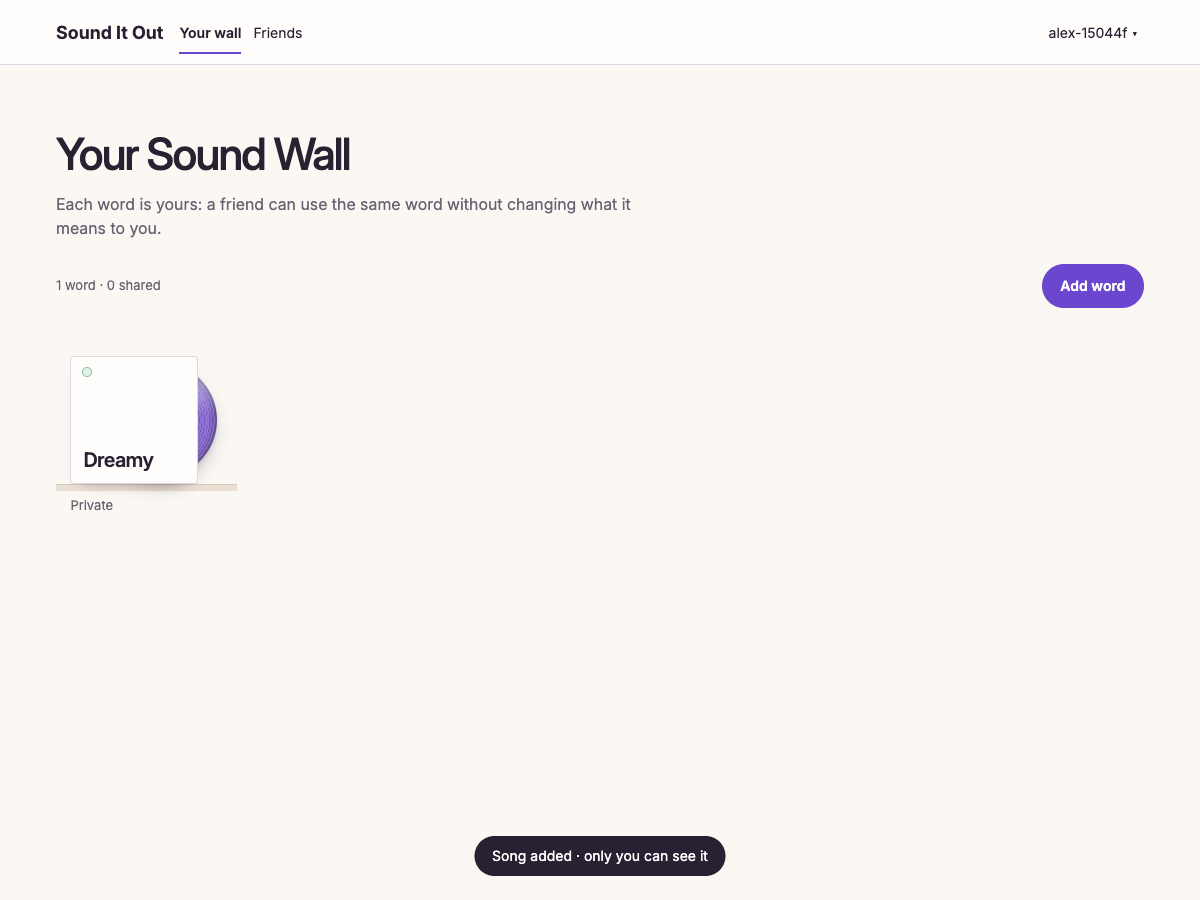 Sound It Out
Your wall
Friends
alex-15044f ▾
Your Sound Wall
Each word is yours: a friend can use the same word without changing what it
means to you.
1 word · 0 shared
Add word
Dreamy
Private
Song added · only you can see it